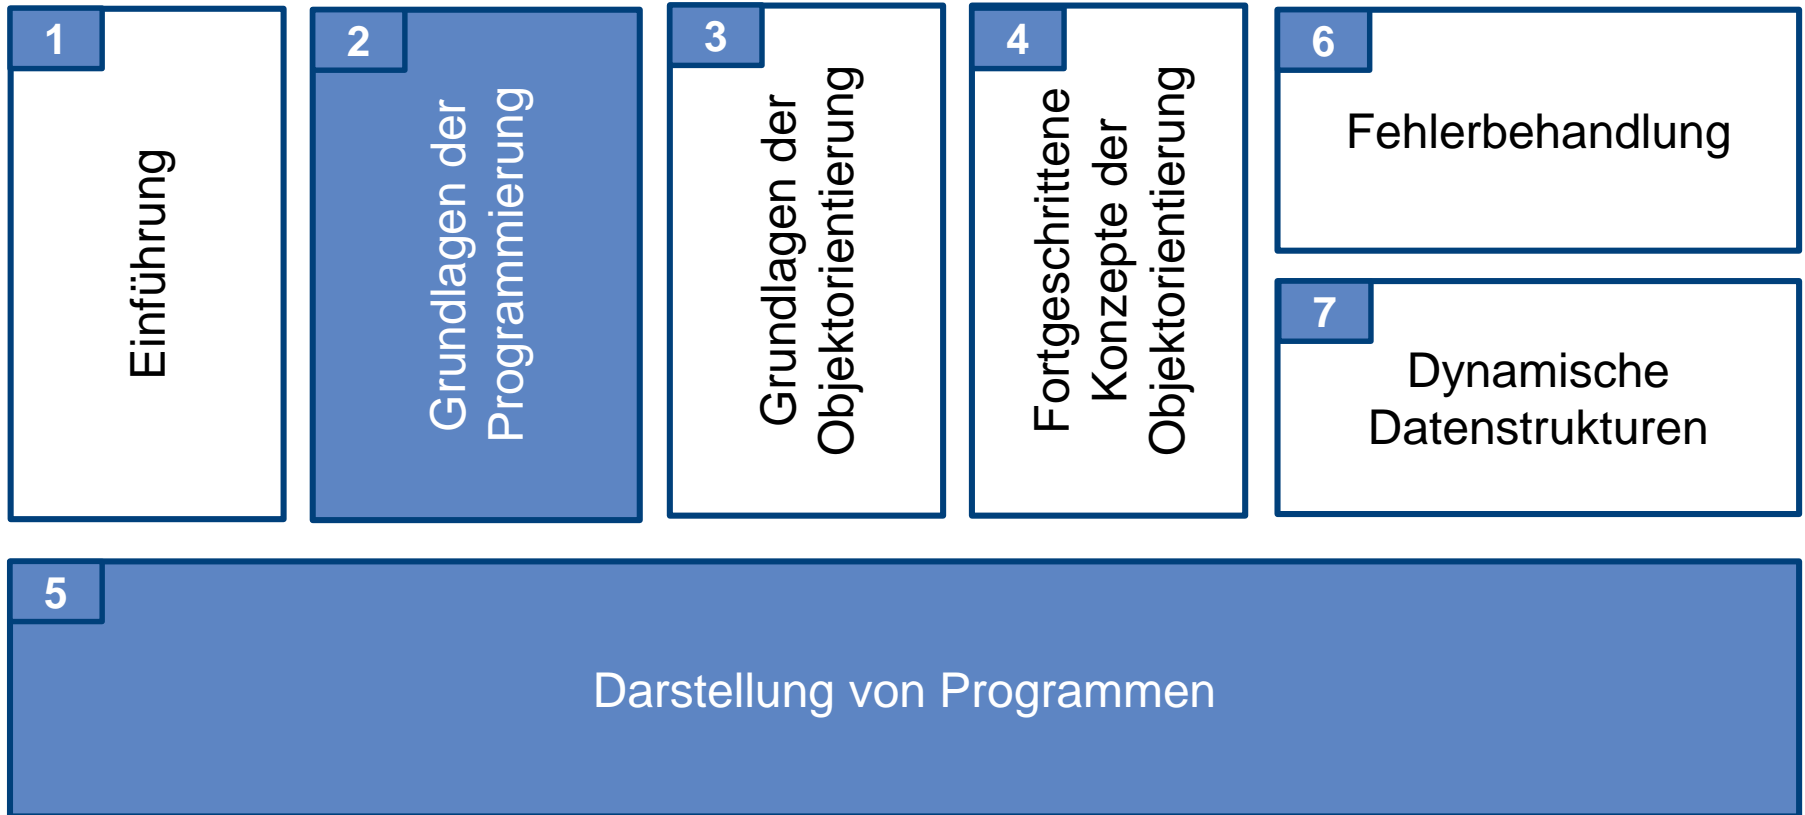 1
Einführung
2
Grundlagen der
Programmierung
3
Grundlagen der
Objektorientierung
4
Fortgeschrittene
Konzepte der
Objektorientierung
6
Fehlerbehandlung
7
Dynamische
Datenstrukturen
5
Darstellung von Programmen